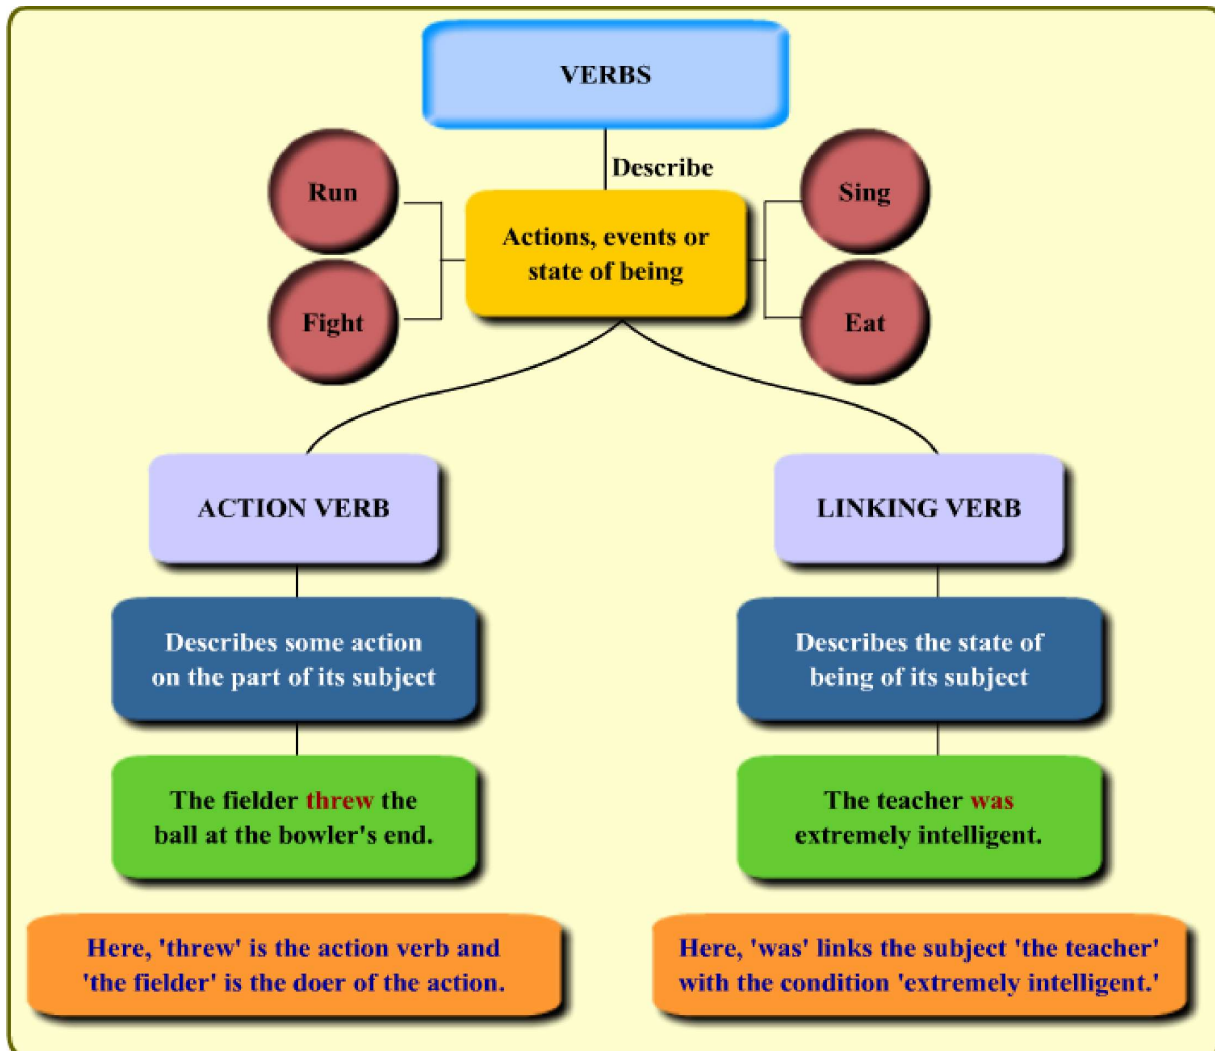 VERBS
Describe
Run
Sing
Actions, events or
state of being
Fight
Eat
ACTION VERB
LINKING VERB
Describes some action
on the part of its subject
Describes the state of
being of its subject
The fielder threw the
ball at the bowler's end.
The teacher was
extremely intelligent.
Here, 'threw' is the action verb and
'the fielder' is the doer of the action.
Here, 'was' links the subject 'the teacher'
with the condition 'extremely intelligent.'